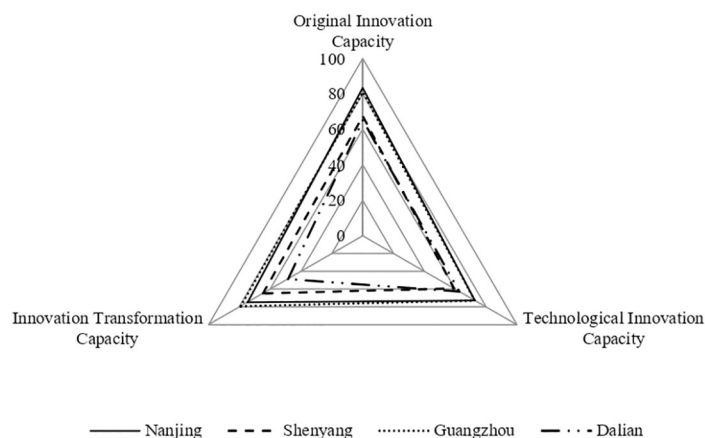 Original Innovation
Capacity
100
80
60
40
20
0
Innovation Transformation
Capacity
Technological Innovation
Capacity
Nanjing Shenyang Guangzhou Dalian